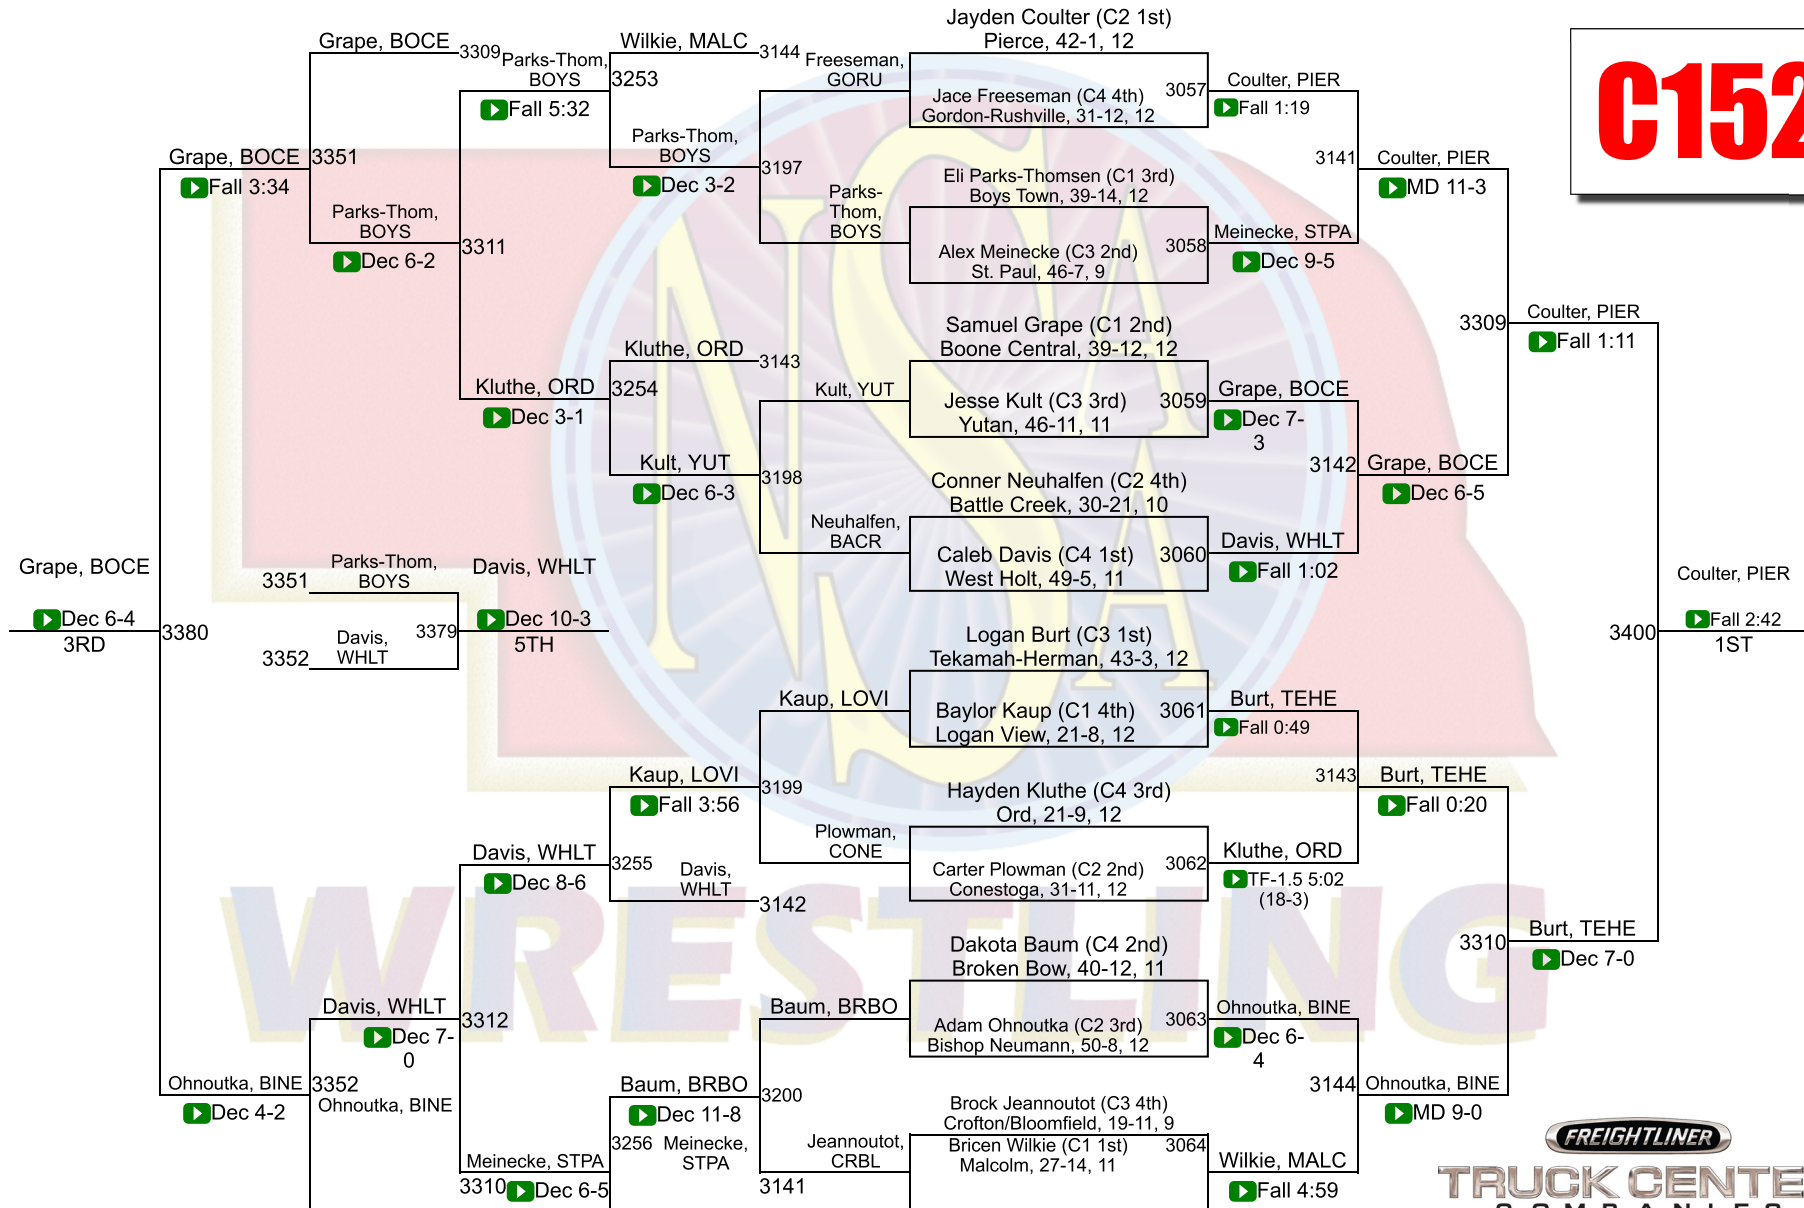 Jayden Coulter (C2 1st)
Pierce, 42-1, 12
Grape, BOCE
3309
Parks-Thom,
BOYS
Fall 5:32
Wilkie, MALC
3144
3253
Freeseman,
GORU
Jace Freeseman (C4 4th)
Gordon-Rushville, 31-12, 12
3057
Coulter, PIER
Fall 1:19
C152
Grape, BOCE
Fall 3:34
3351
Parks-Thom,
BOYS
Dec 3-2
3197
Eli Parks-Thomsen (C1 3rd)
Boys Town, 39-14, 12
3141
Coulter, PIER
MD 11-3
Parks-Thom,
BOYS
Dec 6-2
3311
Parks-
Thom,
BOYS
Alex Meinecke (C3 2nd)
St. Paul, 46-7, 9
3058
Meinecke, STPA
Dec 9-5
Samuel Grape (C1 2nd)
Boone Central, 39-12, 12
3309
Coulter, PIER
Fall 1:11
Kluthe, ORD
3143
Kluthe, ORD
Dec 3-1
3254
Kult, YUT
Jesse Kult (C3 3rd)
Yutan, 46-11, 11
3059
Grape, BOCE
Dec 7-
3
Kult, YUT
Dec 6-3
3198
Conner Neuhalfen (C2 4th)
Battle Creek, 30-21, 10
3142
Grape, BOCE
Dec 6-5
Neuhalfen,
BACR
Caleb Davis (C4 1st)
West Holt, 49-5, 11
3060
Davis, WHLT
Fall 1:02
NSAA
Grape, BOCE
Dec 6-4
3RD
3380
3351
Parks-Thom,
BOYS
3352
Davis,
WHLT
3379
Davis, WHLT
Dec 10-3
5TH
Coulter, PIER
3400
Fall 2:42
1ST
Logan Burt (C3 1st)
Tekamah-Herman, 43-3, 12
Kaup, LOVI
Baylor Kaup (C1 4th)
Logan View, 21-8, 12
3061
Burt, TEHE
Fall 0:49
Kaup, LOVI
Fall 3:56
3199
Hayden Kluthe (C4 3rd)
Ord, 21-9, 12
3143
Burt, TEHE
Fall 0:20
Davis, WHLT
Dec 8-6
3255
Davis,
WHLT
3142
Plowman,
CONE
Carter Plowman (C2 2nd)
Conestoga, 31-11, 12
3062
Kluthe, ORD
TF-1.5 5:02
(18-3)
WRESTLING
Dakota Baum (C4 2nd)
Broken Bow, 40-12, 11
3310
Burt, TEHE
Dec 7-0
Davis, WHLT
Dec 7-
0
3312
Baum, BRBO
Adam Ohnoutka (C2 3rd)
Bishop Neumann, 50-8, 12
3063
Ohnoutka, BINE
Dec 6-
4
Ohnoutka, BINE
Dec 4-2
3352
Ohnoutka, BINE
Baum, BRBO
Dec 11-8
3200
Brock Jeannoutot (C3 4th)
Crofton/Bloomfield, 19-11, 9
3144
Ohnoutka, BINE
MD 9-0
Meinecke, STPA
3310
Dec 6-5
3256
Meinecke,
STPA
Jeannoutot,
CRBL
3141
Bricen Wilkie (C1 1st)
Malcolm, 27-14, 11
3064
Wilkie, MALC
Fall 4:59
FREIGHTLINER
TRUCK CENTE